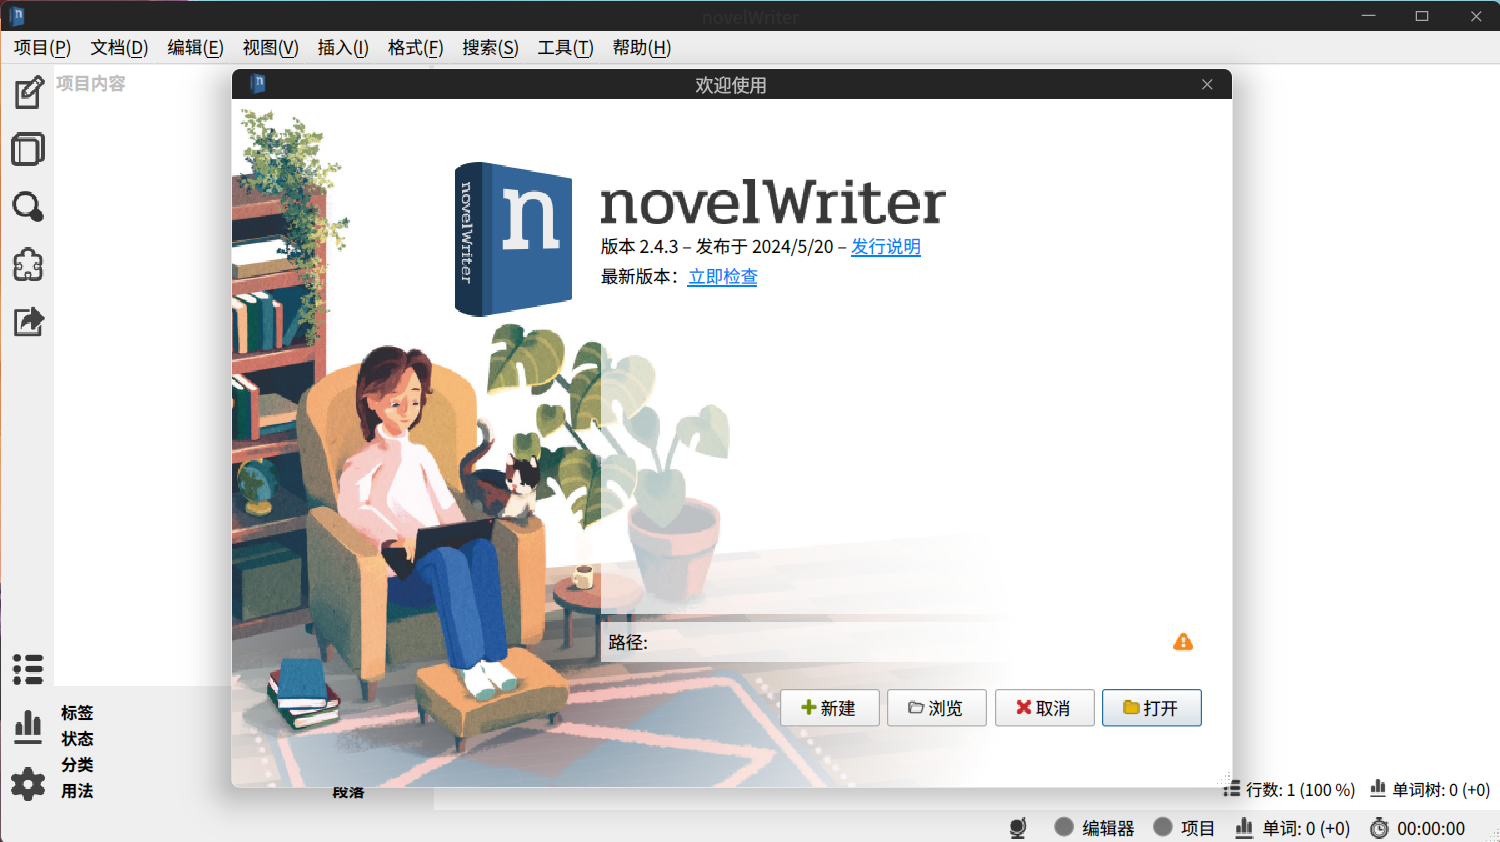 novelWriter
项目(P) 文档(D) 编辑(E) 视图(V) 插入(I) 格式(F) 搜索(S) 工具(T) 帮助(H)
项目内容
欢迎使用
novelWriter
n
novelWriter
版本 2.4.3 – 发布于 2024/5/20 – 发行说明
最新版本： 立即检查
路径:
新建 浏览 取消 打开
标签
状态
分类
用法
段落
行数: 1 (100 %) 单词树: 0 (+0)
编辑器 项目 单词: 0 (+0) 00:00:00